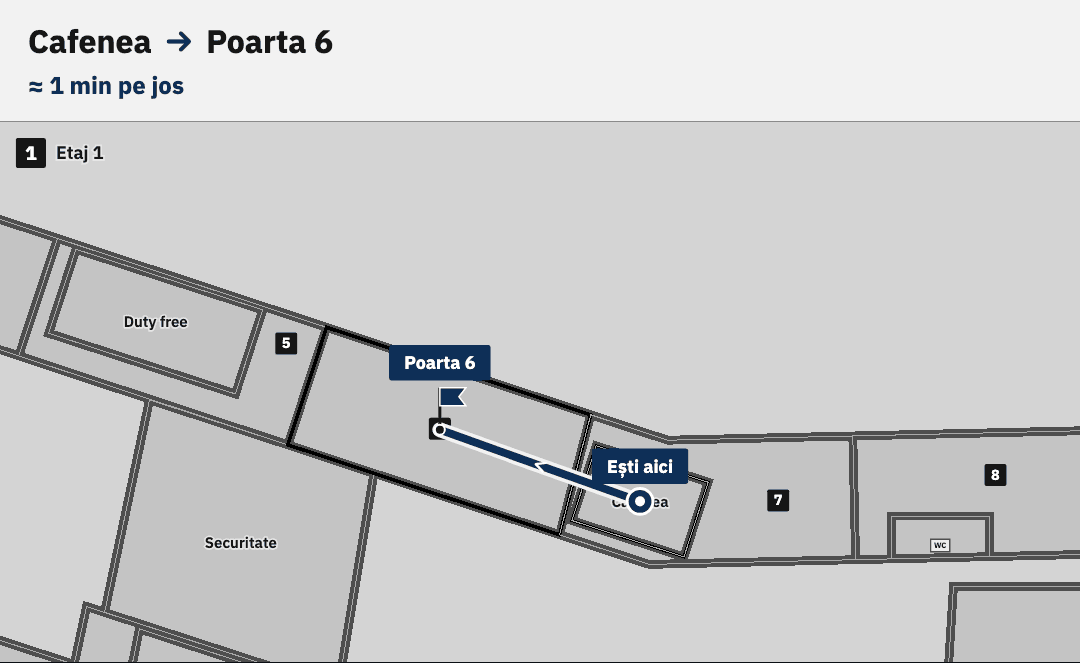 Cafenea → Poarta 6
≈ 1 min pe jos
1 Etaj 1
Duty free
5
Poarta 6
Ești aici
7
8
WC
Securitate